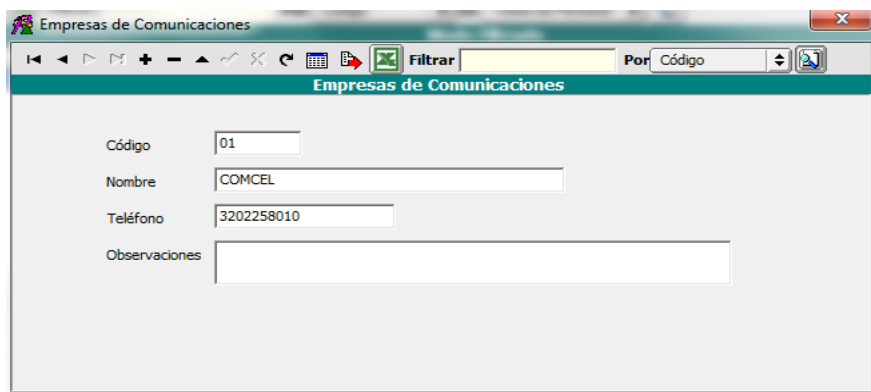 Empresas de Comunicaciones
Filtrar Por Código
Empresas de Comunicaciones
Código 01
Nombre COMCEL
Teléfono 3202258010
Observaciones